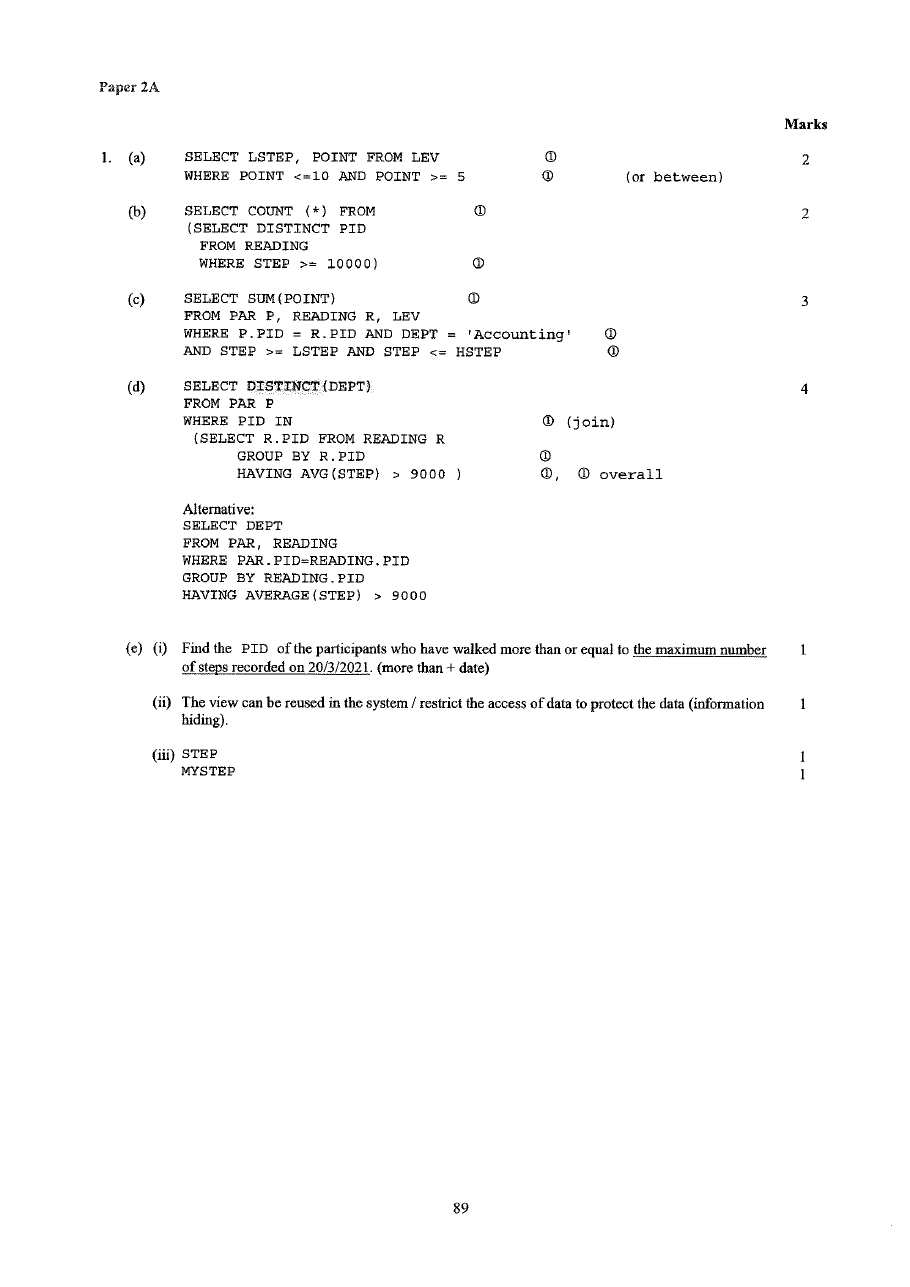 Paper 2A
Marks
1. (a) SELECT LSTEP, POINT FROM LEV ① 2
WHERE POINT <=10 AND POINT >= 5 ① (or between)
(b) SELECT COUNT (*) FROM ① 2
(SELECT DISTINCT PID
FROM READING
WHERE STEP >= 10000) ①
(c) SELECT SUM(POINT) ① 3
FROM PAR P, READING R, LEV
WHERE P.PID = R.PID AND DEPT = 'Accounting' ①
AND STEP >= LSTEP AND STEP <= HSTEP ①
(d) SELECT DISTINCT(DEPT) 4
FROM PAR P
WHERE PID IN ① (join)
(SELECT R.PID FROM READING R
GROUP BY R.PID ①
HAVING AVG(STEP) > 9000 ) ①, ① overall
Alternative:
SELECT DEPT
FROM PAR, READING
WHERE PAR.PID=READING.PID
GROUP BY READING.PID
HAVING AVERAGE(STEP) > 9000
(e) (i) Find the PID of the participants who have walked more than or equal to the maximum number 1
of steps recorded on 20/3/2021. (more than + date)
(ii) The view can be reused in the system / restrict the access of data to protect the data (information 1
hiding).
(iii) STEP 1
MYSTEP 1
89